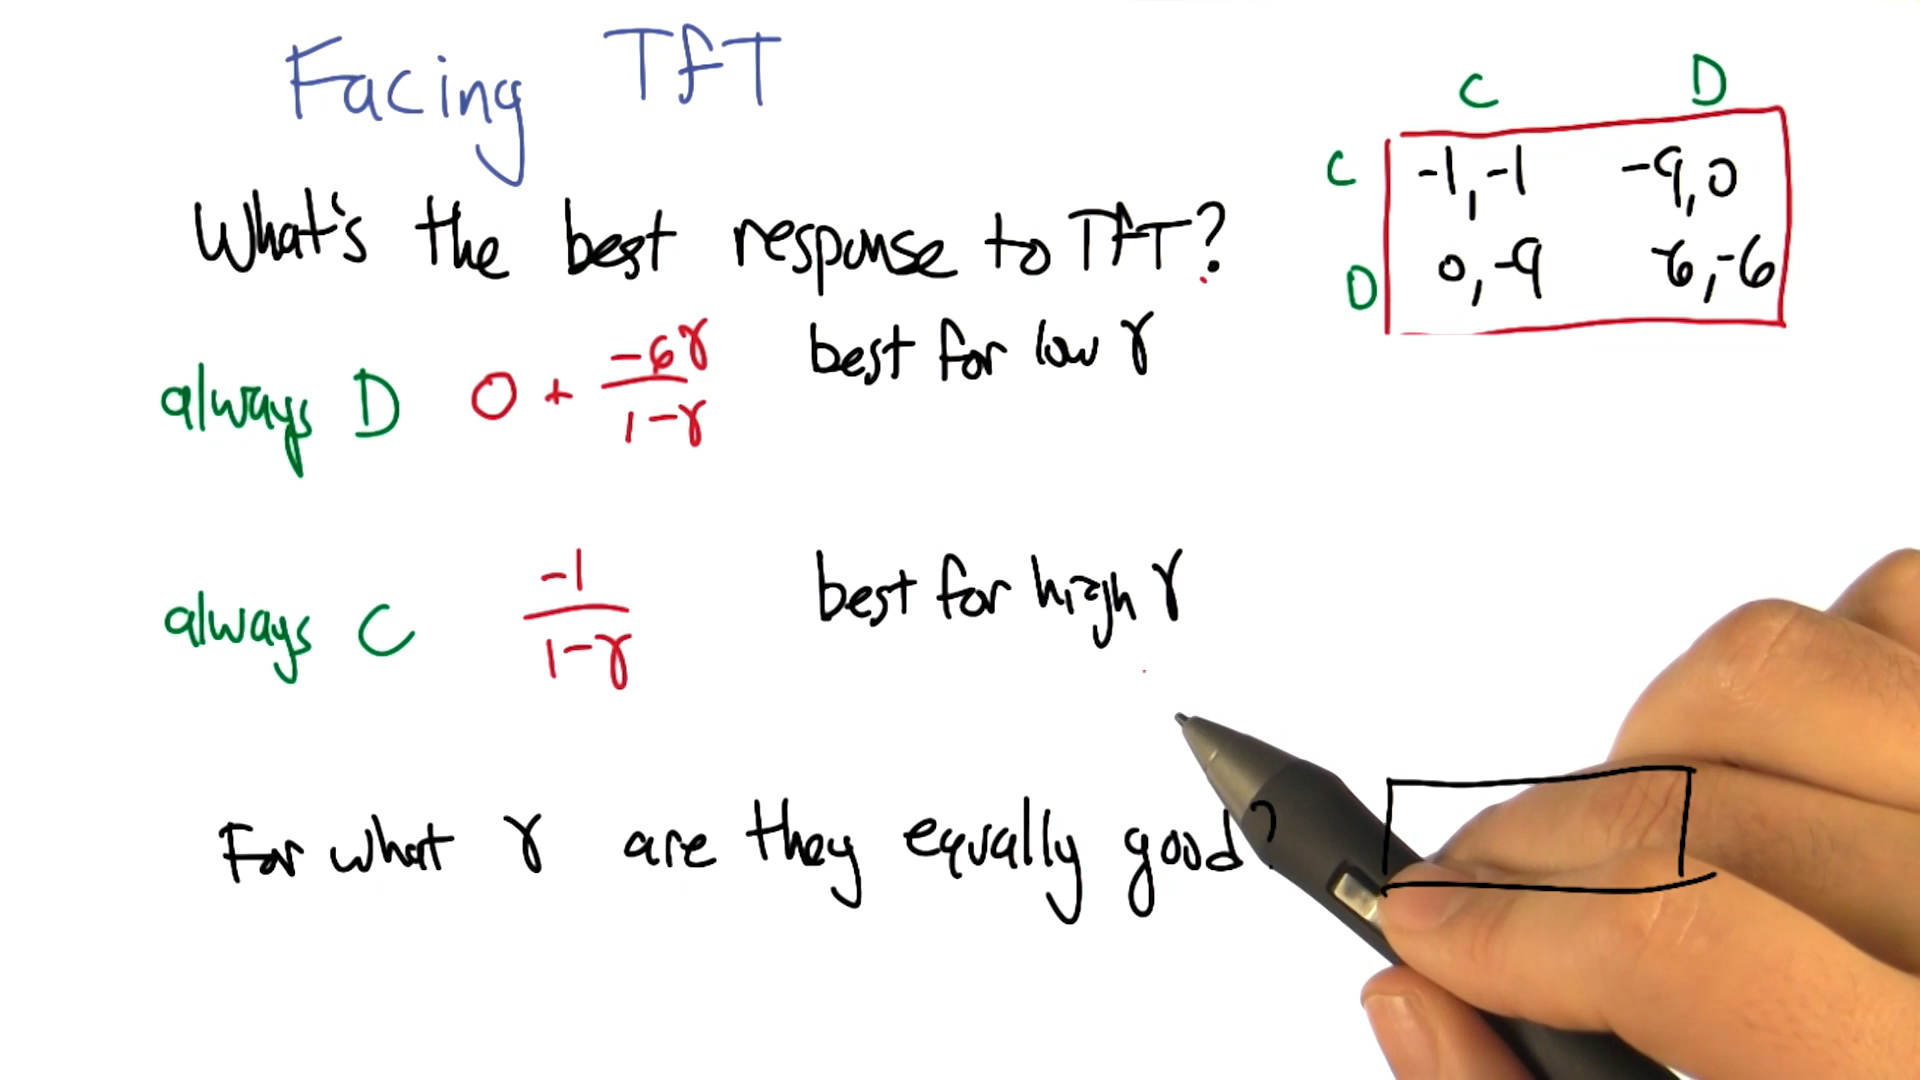 Facing TfT
C D
C -1,-1 -9,0
D 0,-9 -6,-6
What's the best response to TfT?
always D 0 + -6γ / 1-γ best for low γ
always C -1 / 1-γ best for high γ
For what γ are they equally good?